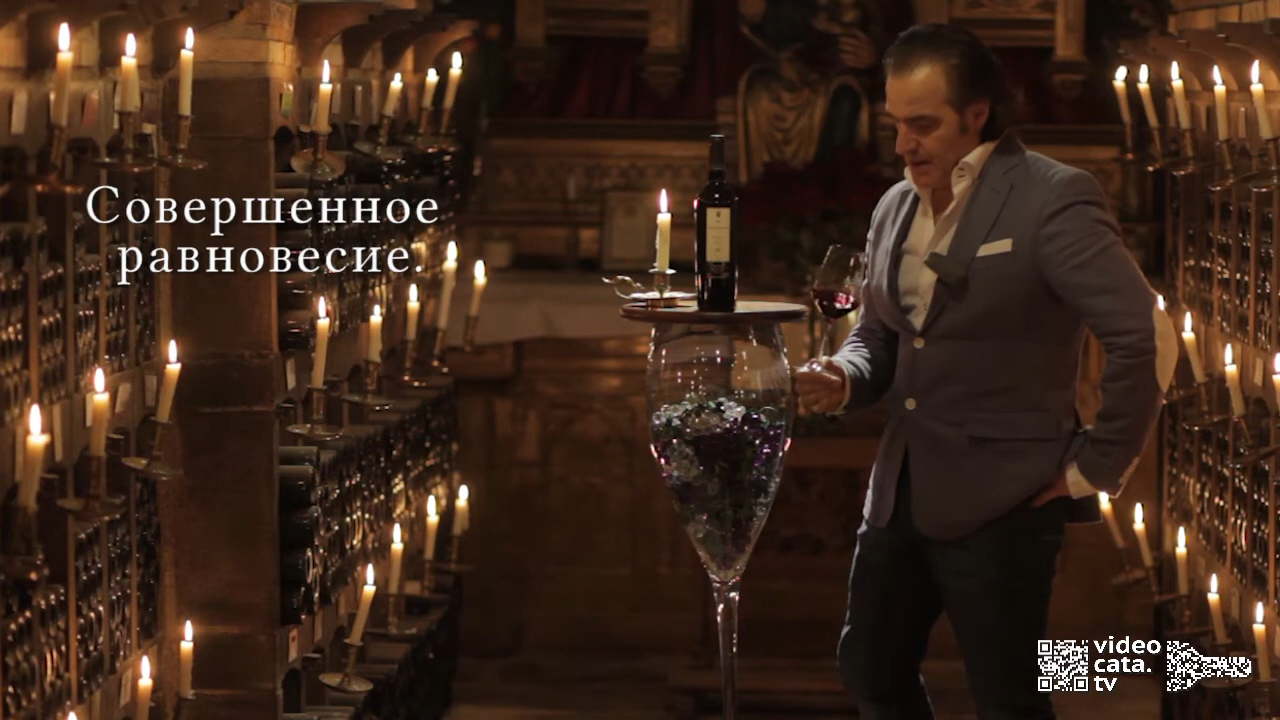 Совершенное
равновесие.
video
cata.
tv